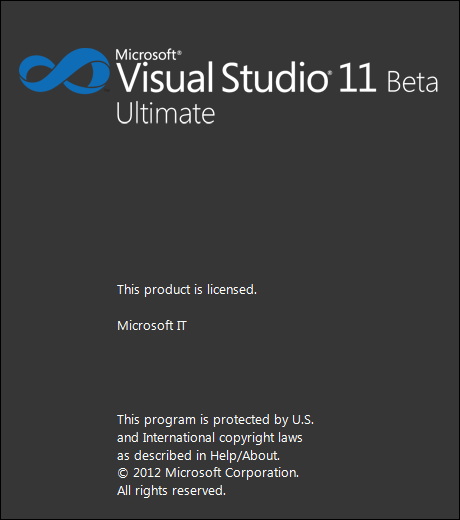 Microsoft®
Visual Studio® 11 Beta
Ultimate
This product is licensed.
Microsoft IT
This program is protected by U.S.
and International copyright laws
as described in Help/About.
© 2012 Microsoft Corporation.
All rights reserved.